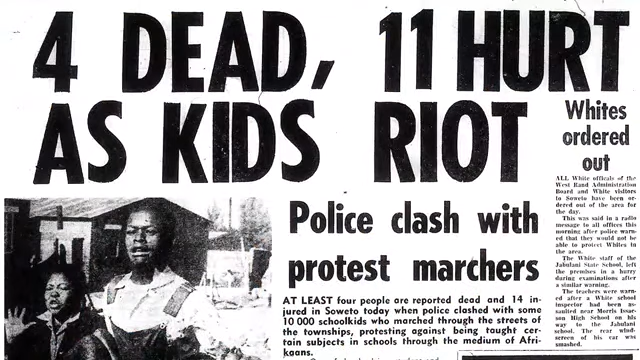 4 DEAD, 11 HURT
AS KIDS RIOT
Police clash with
protest marchers
AT LEAST four people are reported dead and 14 in-
jured in Soweto today when police clashed with some
10 000 schoolkids who marched through the streets of
the townships, protesting against being taught cer-
tain subjects in schools through the medium of Afri-
kaans.
Whites
ordered
out
ALL White officials of the
West Rand Administration
Board and White visitors
to Soweto have been or-
dered out of the area for
the day.
This was said in a radio
message to all offices this
morning after police warn-
ed that they would not be
able to protect Whites in
the area.
The White staff of the
Jabulani State School, left
the premises in a hurry
during examinations after
a similar warning.
The teachers were warn-
ed after a White school
inspector had been as-
saulted near Morris Isaac-
son High School on his
way to the Jabulani
school. The rear wind-
screen of his car was
smashed.